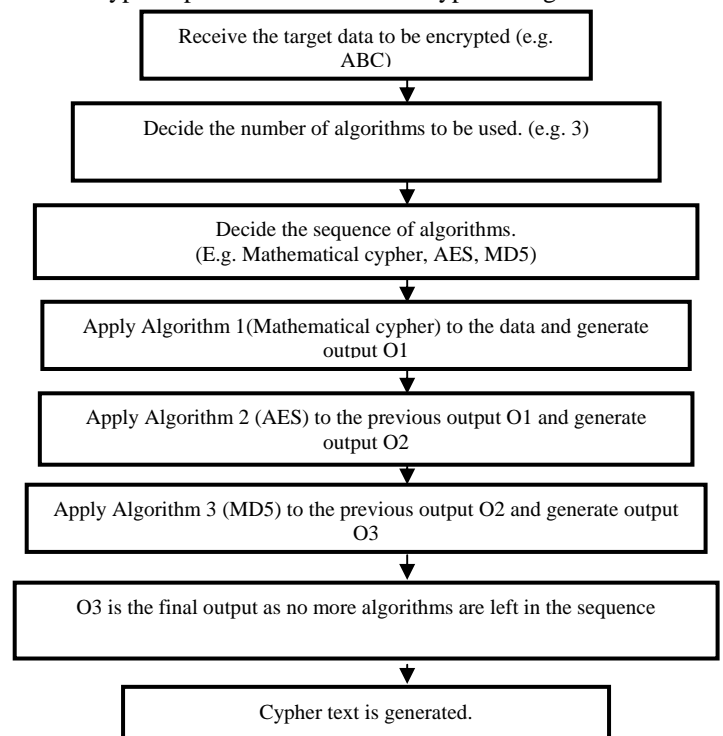 Receive the target data to be encrypted (e.g.
ABC)
Decide the number of algorithms to be used. (e.g. 3)
Decide the sequence of algorithms.
(E.g. Mathematical cypher, AES, MD5)
Apply Algorithm 1(Mathematical cypher) to the data and generate
output O1
Apply Algorithm 2 (AES) to the previous output O1 and generate
output O2
Apply Algorithm 3 (MD5) to the previous output O2 and generate output
O3
O3 is the final output as no more algorithms are left in the sequence
Cypher text is generated.